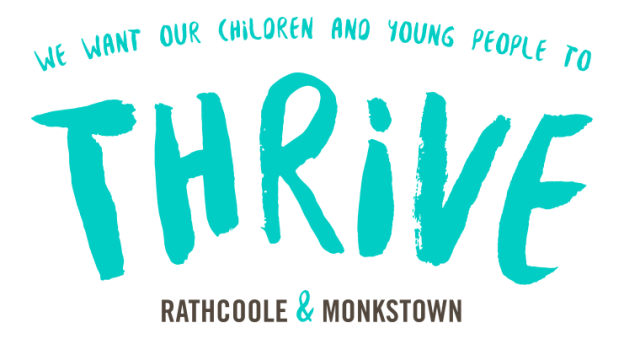 WE WANT OUR CHiLDREN AND YOUNG PEOPLE TO
THRiVE
RATHCOOLE & MONKSTOWN